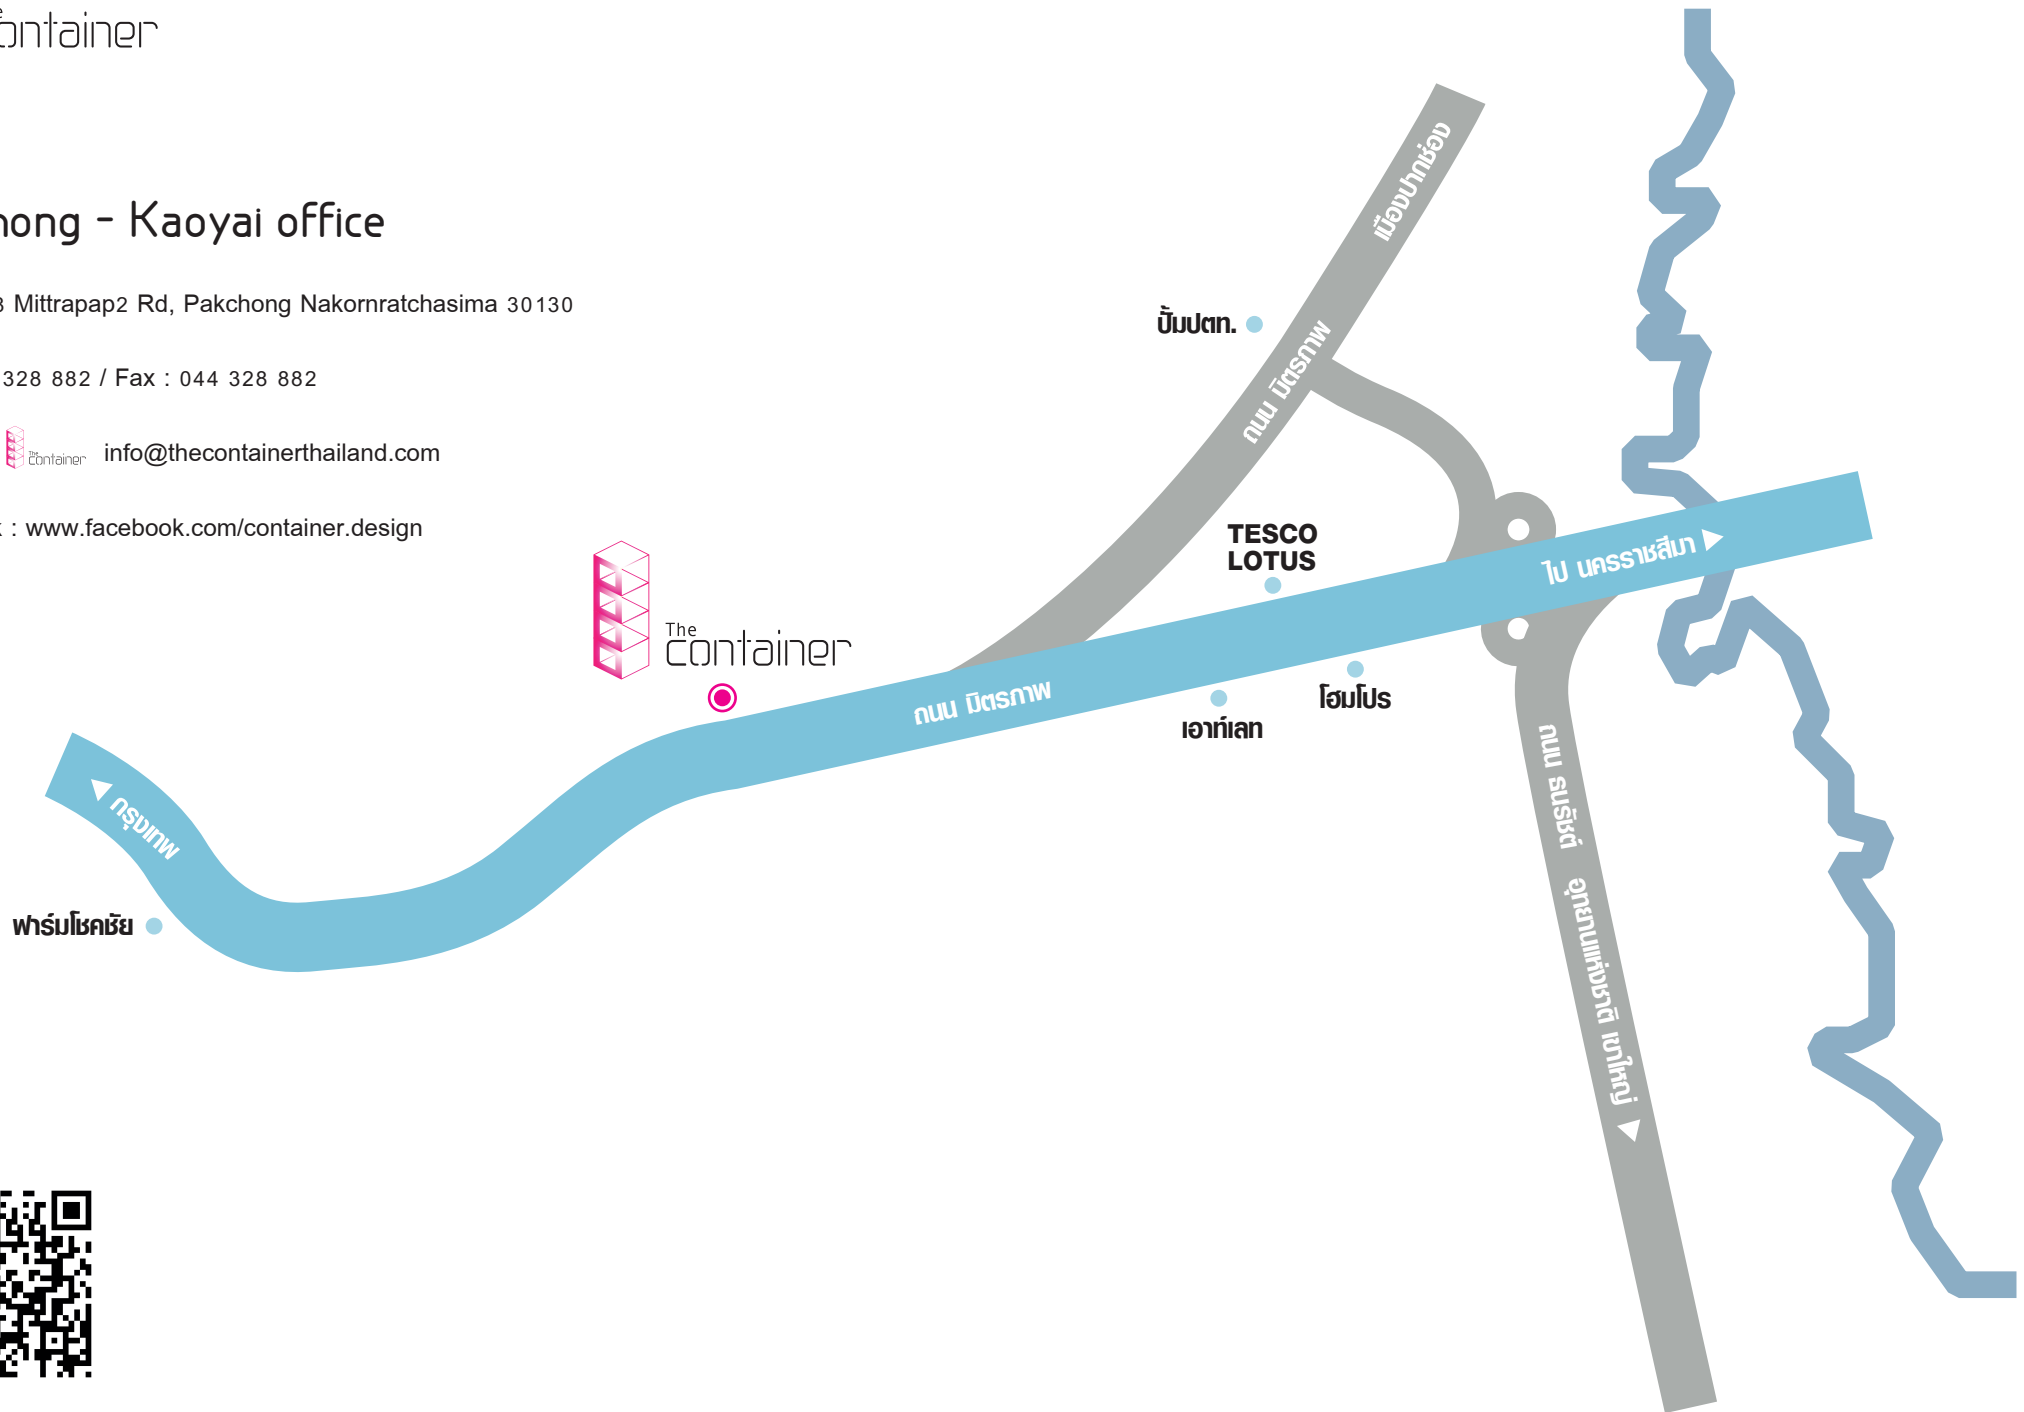 container
hong - Kaoyai office
3 Mittrapap2 Rd, Pakchong Nakornratchasima 30130
328 882 / Fax : 044 328 882
The container info@thecontainerthailand.com
: www.facebook.com/container.design
เมืองปากช่อง
ปั้มปตท.
ถนน มิตรภาพ
TESCO
LOTUS
ไป นครราชสีมา
The
container
ถนน มิตรภาพ
โฮมโปร
เอาท์เลท
ถนน ธนรัชต์
กรุงเทพ
อุทยานแห่งชาติ เขาใหญ่
ฟาร์มโชคชัย